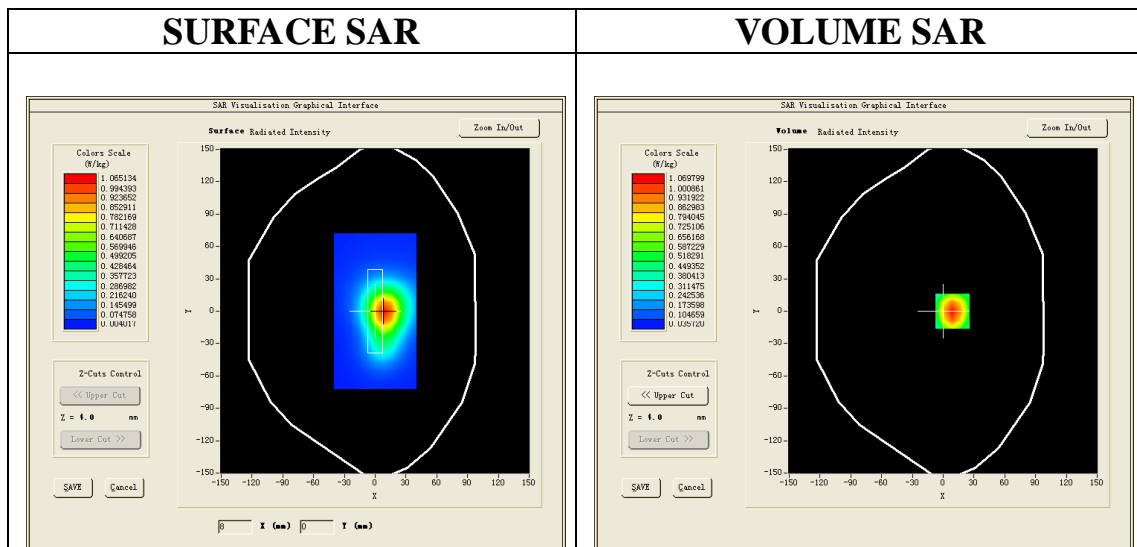 SURFACE SAR
VOLUME SAR
SAR Visualisation Graphical Interface
Surface Radiated Intensity
Zoom In/Out
Colors Scale
(W/kg)
1.065134
0.994393
0.923652
0.852911
0.782169
0.711428
0.640687
0.569946
0.499205
0.428464
0.357723
0.286982
0.216240
0.145499
0.074758
0.004017
150
120
90
60
30
0
-30
-60
-90
-120
-150
Y
-150 -120 -90 -60 -30 0 30 60 90 120 150
X
Z-Cuts Control
<< Upper Cut
Z = 4.0 mm
Lower Cut >>
SAVE Cancel
8 X (mm) 0 Y (mm)
SAR Visualisation Graphical Interface
Volume Radiated Intensity
Zoom In/Out
Colors Scale
(W/kg)
1.069799
1.000861
0.931922
0.862983
0.794045
0.725106
0.656168
0.587229
0.518291
0.449352
0.380413
0.311475
0.242536
0.173598
0.104659
0.035720
150
120
90
60
30
0
-30
-60
-90
-120
-150
Y
-150 -120 -90 -60 -30 0 30 60 90 120 150
X
Z-Cuts Control
<< Upper Cut
Z = 4.0 mm
Lower Cut >>
SAVE Cancel